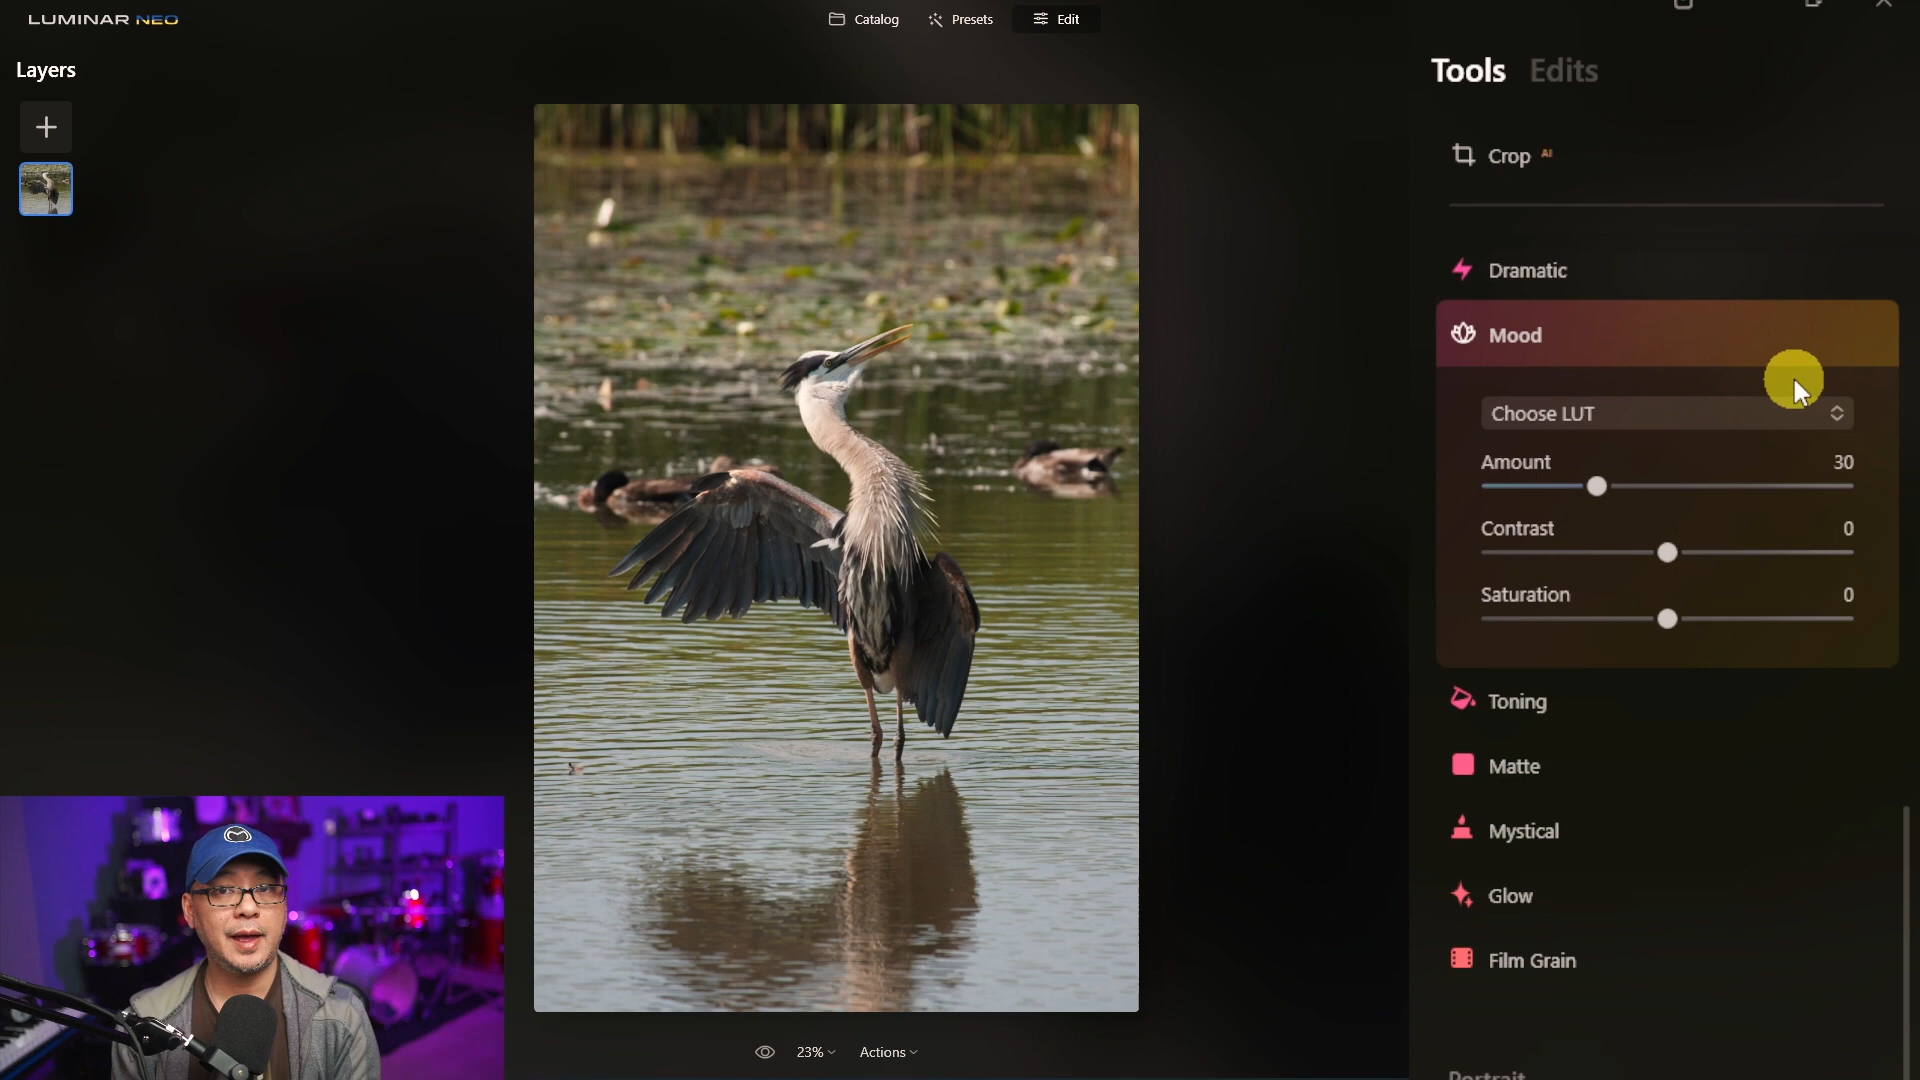 LUMINAR NEO
Catalog
Presets
Edit
Layers
Tools Edits
Crop AI
Dramatic
Mood
Choose LUT
Amount 30
Contrast 0
Saturation 0
Toning
Matte
Mystical
Glow
Film Grain
Portrait
23%
Actions